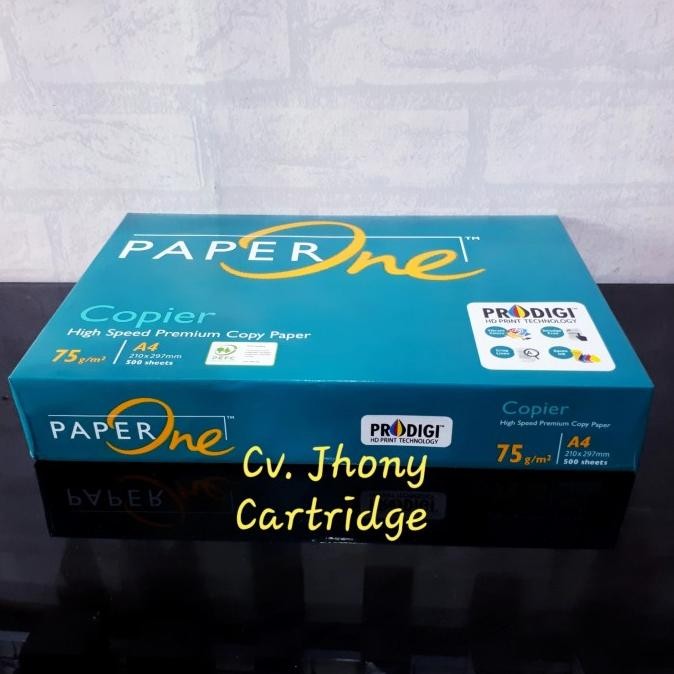 PAPER One™
Copier
High Speed Premium Copy Paper
75 g/m² A4
210x297mm
500 sheets
PEFC
PRODIGI™
HD PRINT TECHNOLOGY
PAPER One™
PRODIGI™
HD PRINT TECHNOLOGY
Copier
High Speed Premium Copy Paper
75 g/m² A4
210x297mm
500 sheets
Cv. Jhony
Cartridge